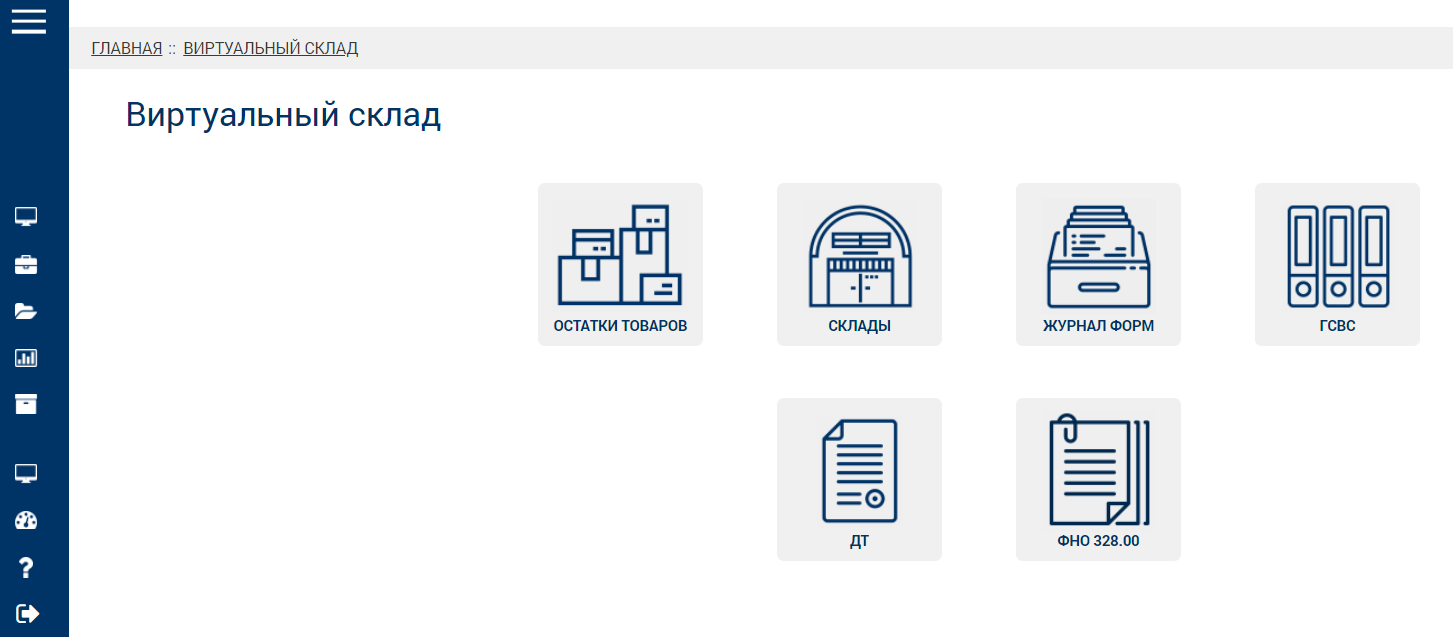 ГЛАВНАЯ :: ВИРТУАЛЬНЫЙ СКЛАД
Виртуальный склад
ОСТАТКИ ТОВАРОВ
СКЛАДЫ
ЖУРНАЛ ФОРМ
ГСВС
ДТ
ФНО 328.00